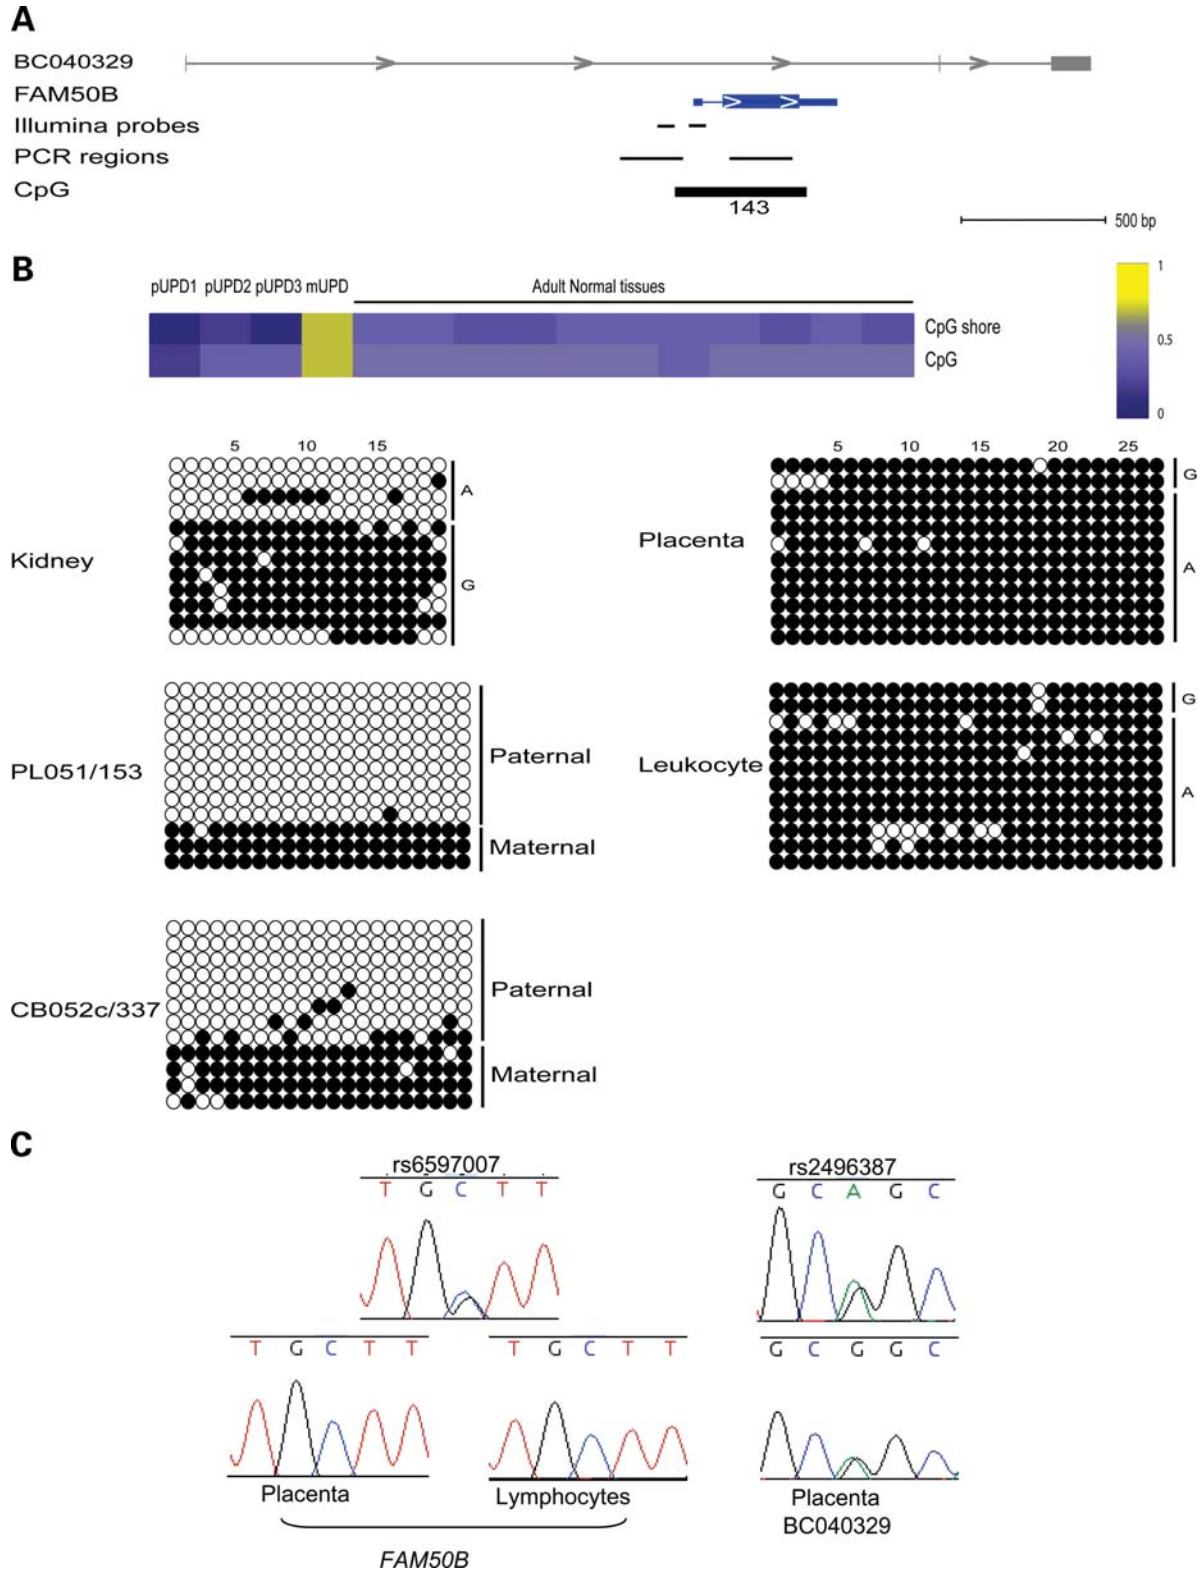 A
BC040329
FAM50B
Illumina probes
PCR regions
CpG
143
500 bp
B
pUPD1 pUPD2 pUPD3 mUPD Adult Normal tissues
CpG shore
CpG
1
0.5
0
5 10 15
A
G
Kidney
5 10 15 20 25
G
A
Placenta
PL051/153
Paternal
Maternal
G
A
Leukocyte
CB052c/337
Paternal
Maternal
C
rs6597007
T G C T T
rs2496387
G C A G C
T G C T T
T G C T T
G C G G C
Placenta
Lymphocytes
FAM50B
Placenta
BC040329